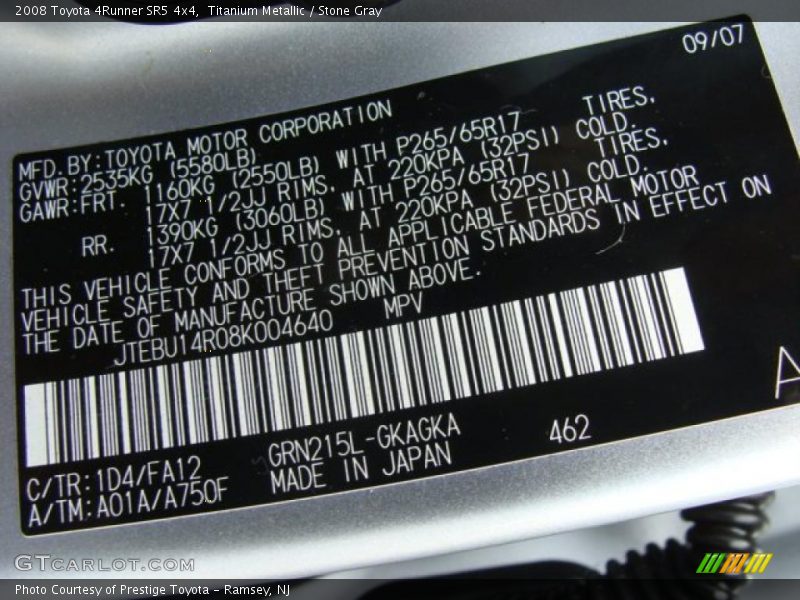 2008 Toyota 4Runner SR5 4x4, Titanium Metallic / Stone Gray
09/07
MFD.BY:TOYOTA MOTOR CORPORATION
GVWR:2535KG (5580LB)
GAWR:FRT. 1160KG (2550LB) WITH P265/65R17 TIRES,
17X7 1/2JJ RIMS, AT 220KPA (32PSI) COLD.
RR. 1390KG (3060LB) WITH P265/65R17 TIRES,
17X7 1/2JJ RIMS, AT 220KPA (32PSI) COLD.
THIS VEHICLE CONFORMS TO ALL APPLICABLE FEDERAL MOTOR
VEHICLE SAFETY AND THEFT PREVENTION STANDARDS IN EFFECT ON
THE DATE OF MANUFACTURE SHOWN ABOVE.
JTEBU14R08K004640 MPV
A
C/TR:1D4/FA12 GRN215L-GKAGKA 462
A/TM:A01A/A750F MADE IN JAPAN
GTCARLOT.COM
Photo Courtesy of Prestige Toyota - Ramsey, NJ